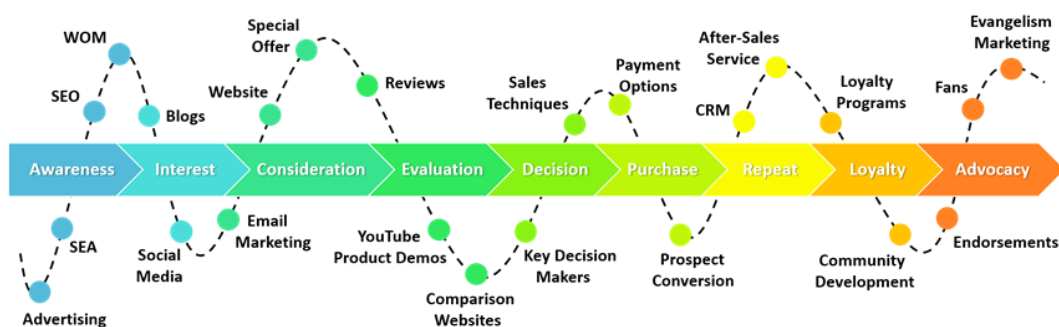 WOM
SEO
Blogs
Website
Special
Offer
Reviews
Sales
Techniques
Payment
Options
After-Sales
Service
CRM
Loyalty
Programs
Evangelism
Marketing
Fans
Awareness
Interest
Consideration
Evaluation
Decision
Purchase
Repeat
Loyalty
Advocacy
Advertising
SEA
Social
Media
Email
Marketing
YouTube
Product Demos
Comparison
Websites
Key Decision
Makers
Prospect
Conversion
Community
Development
Endorsements